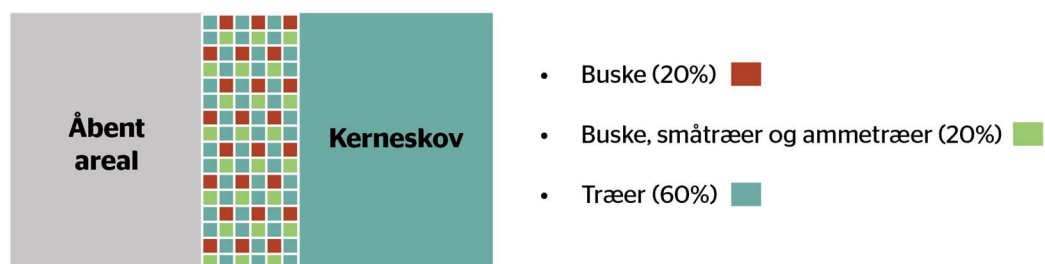 Åbent
areal
Kerneskov
• Buske (20%)
• Buske, småtræer og ammetræer (20%)
• Træer (60%)